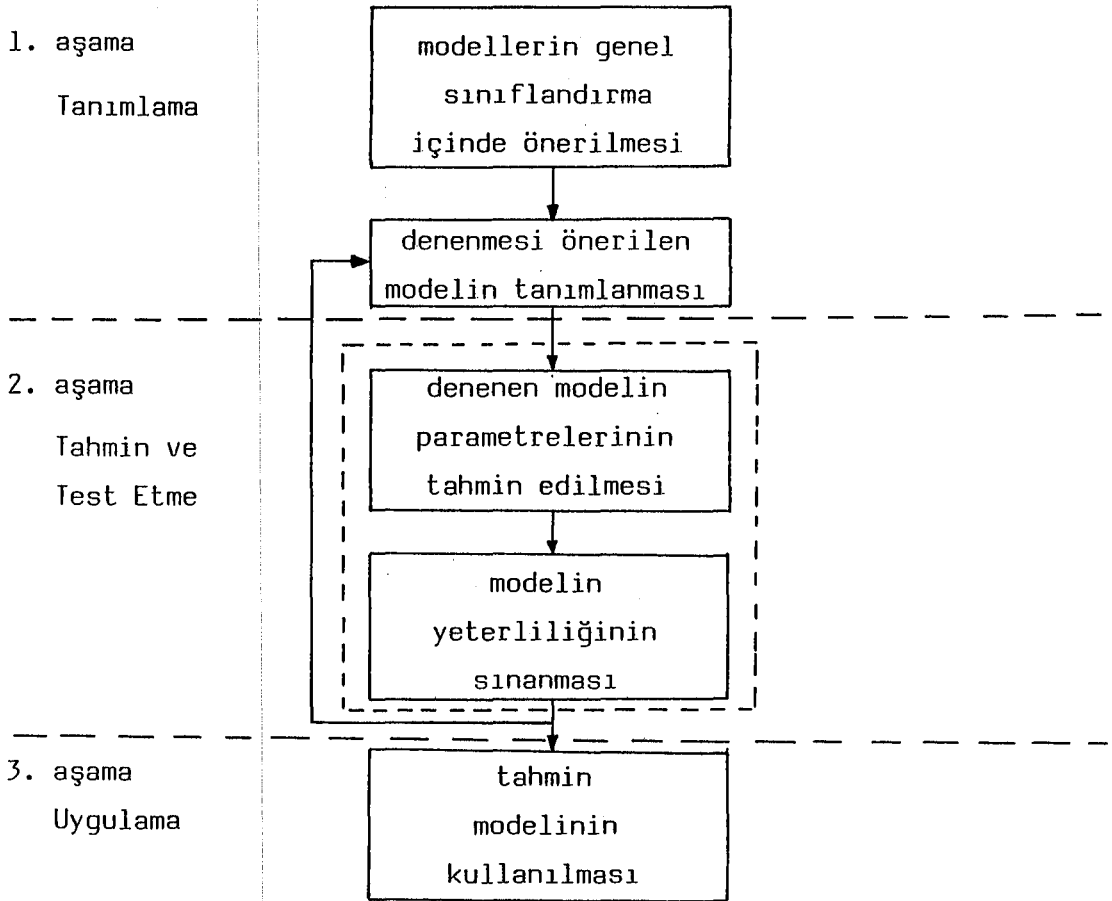 1. aşama
Tanımlama
modellerin genel
sınıflandırma
içinde önerilmesi
denenmesi önerilen
modelin tanımlanması
2. aşama
Tahmin ve
Test Etme
denenen modelin
parametrelerinin
tahmin edilmesi
modelin
yeterliliğinin
sınanması
3. aşama
Uygulama
tahmin
modelinin
kullanılması